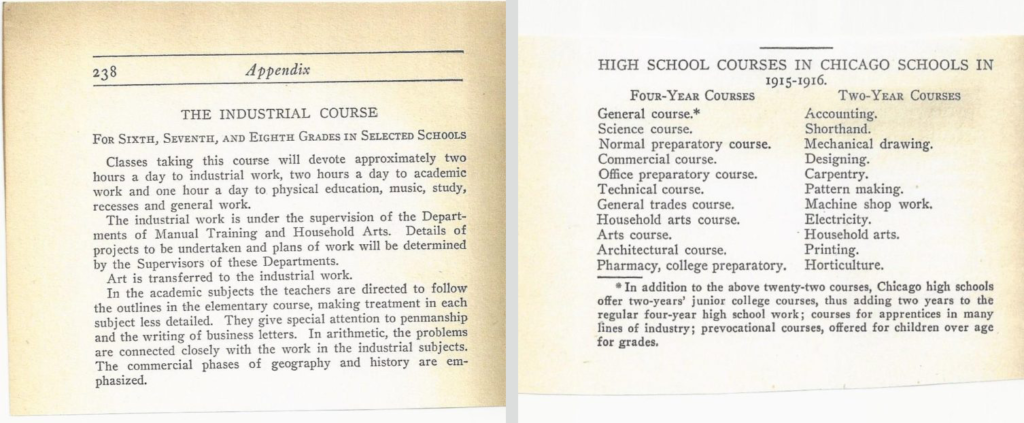 238 Appendix
THE INDUSTRIAL COURSE
FOR SIXTH, SEVENTH, AND EIGHTH GRADES IN SELECTED SCHOOLS
Classes taking this course will devote approximately two
hours a day to industrial work, two hours a day to academic
work and one hour a day to physical education, music, study,
recesses and general work.
The industrial work is under the supervision of the Depart-
ments of Manual Training and Household Arts. Details of
projects to be undertaken and plans of work will be determined
by the Supervisors of these Departments.
Art is transferred to the industrial work.
In the academic subjects the teachers are directed to follow
the outlines in the elementary course, making treatment in each
subject less detailed. They give special attention to penmanship
and the writing of business letters. In arithmetic, the problems
are connected closely with the work in the industrial subjects.
The commercial phases of geography and history are em-
phasized.
HIGH SCHOOL COURSES IN CHICAGO SCHOOLS IN
1915-1916.
FOUR-YEAR COURSES
General course.*
Science course.
Normal preparatory course.
Commercial course.
Office preparatory course.
Technical course.
General trades course.
Household arts course.
Arts course.
Architectural course.
Pharmacy, college preparatory.
TWO-YEAR COURSES
Accounting.
Shorthand.
Mechanical drawing.
Designing.
Carpentry.
Pattern making.
Machine shop work.
Electricity.
Household arts.
Printing.
Horticulture.
* In addition to the above twenty-two courses, Chicago high schools
offer two-years' junior college courses, thus adding two years to the
regular four-year high school work; courses for apprentices in many
lines of industry; prevocational courses, offered for children over age
for grades.